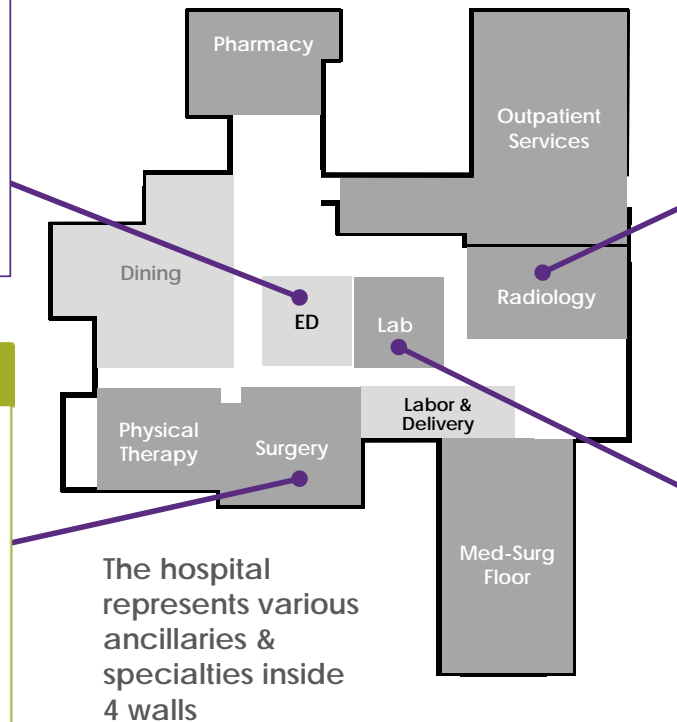 Pharmacy
Outpatient
Services
Dining
ED
Lab
Radiology
Physical
Therapy
Surgery
Labor &
Delivery
Med-Surg
Floor
The hospital
represents various
ancillaries &
specialties inside
4 walls